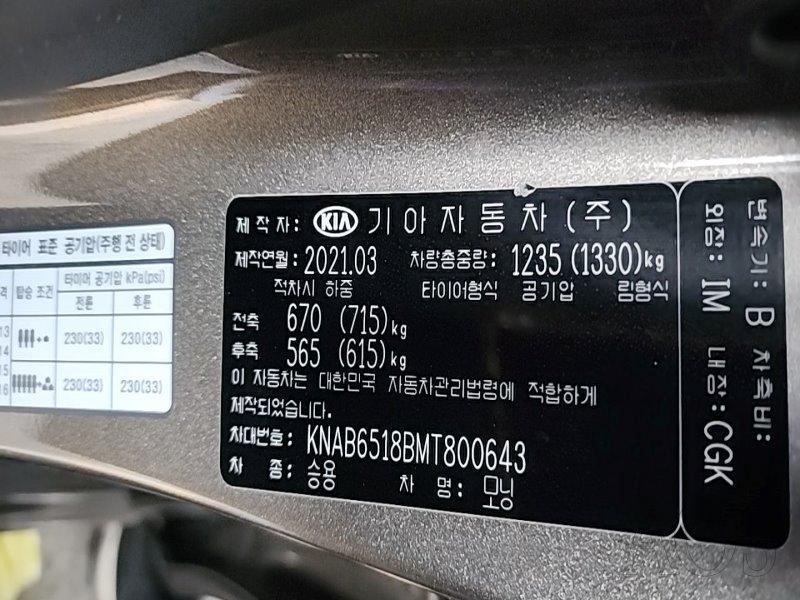 타이어 표준 공기압(주행 전 상태)
탑승 조건 타이어 공기압 kPa(psi)
전륜 후륜
13
14
230(33) 230(33)
15
16
230(33) 230(33)
제작자: KIA 기아자동차(주)
제작연월: 2021.03 차량총중량: 1235 (1330)kg
적차시 하중 타이어형식 공기압 림형식
전축 670 (715)kg
후축 565 (615)kg
이 자동차는 대한민국 자동차관리법령에 적합하게
제작되었습니다.
차대번호: KNAB6518BMT800643
차 종: 승용 차 명: 모닝
변속기: B 차축비:
외장: IM 내장: CGK